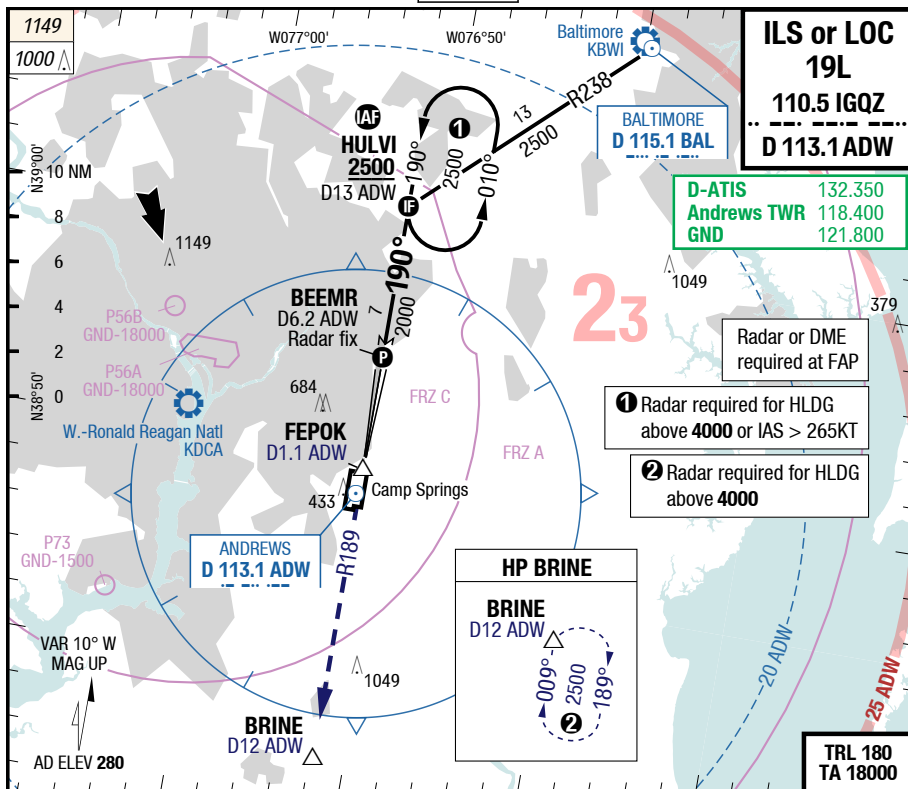 1149
1000
W077°00'
W076°50'
Baltimore
KBWI
ILS or LOC
19L
110.5 IGQZ
D 113.1 ADW
BALTIMORE
D 115.1 BAL
13
R238
2500
IAF
HULVI
2500
D13 ADW
1
190°
2500
010°
IF
N39°00'
10 NM
8
6
4
2
0
N38°50'
D-ATIS 132.350
Andrews TWR 118.400
GND 121.800
1149
190°
1049
23
379
BEEMR
D6.2 ADW
Radar fix
7
2000
P
P56B
GND-18000
P56A
GND-18000
Radar or DME
required at FAP
684
FRZ C
1 Radar required for HLDG
above 4000 or IAS > 265KT
W.-Ronald Reagan Natl
KDCA
FEPOK
D1.1 ADW
FRZ A
2 Radar required for HLDG
above 4000
433
Camp Springs
P73
GND-1500
ANDREWS
D 113.1 ADW
R189
HP BRINE
BRINE
D12 ADW
009°
2500
189°
2
VAR 10° W
MAG UP
1049
20 ADW
25 ADW
BRINE
D12 ADW
AD ELEV 280
TRL 180
TA 18000